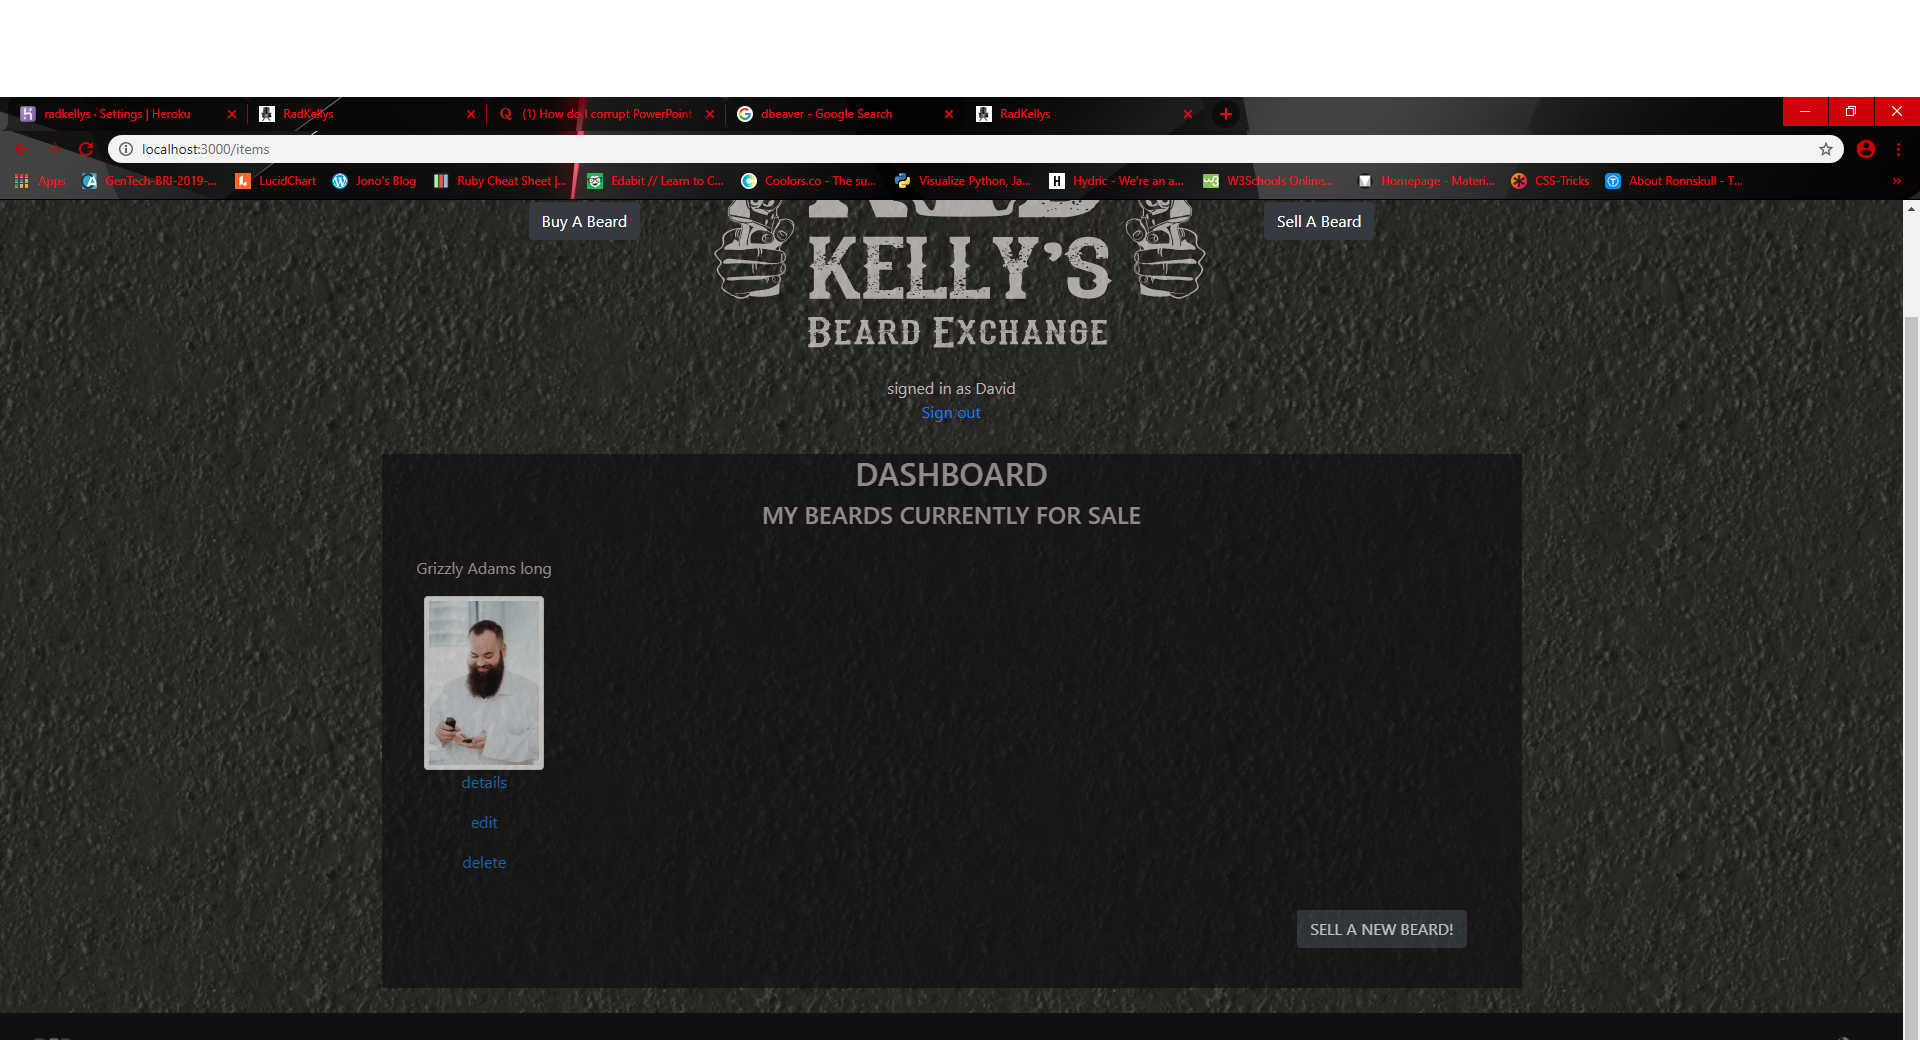 radkellys - Settings | Heroku
RadKellys
(1) How do I corrupt PowerPoint
dbeaver - Google Search
RadKellys
localhost:3000/items
Apps
GenTech-BRI-2019-...
LucidChart
Jono's Blog
Ruby Cheat Sheet |...
Edabit // Learn to C...
Coolors.co - The su...
Visualize Python, Ja...
Hydric - We're an a...
W3Schools Online...
Homepage - Materi...
CSS-Tricks
About Ronnskull - T...
Buy A Beard
Sell A Beard
KELLY'S
BEARD EXCHANGE
signed in as David
Sign out
DASHBOARD
MY BEARDS CURRENTLY FOR SALE
Grizzly Adams long
details
edit
delete
SELL A NEW BEARD!